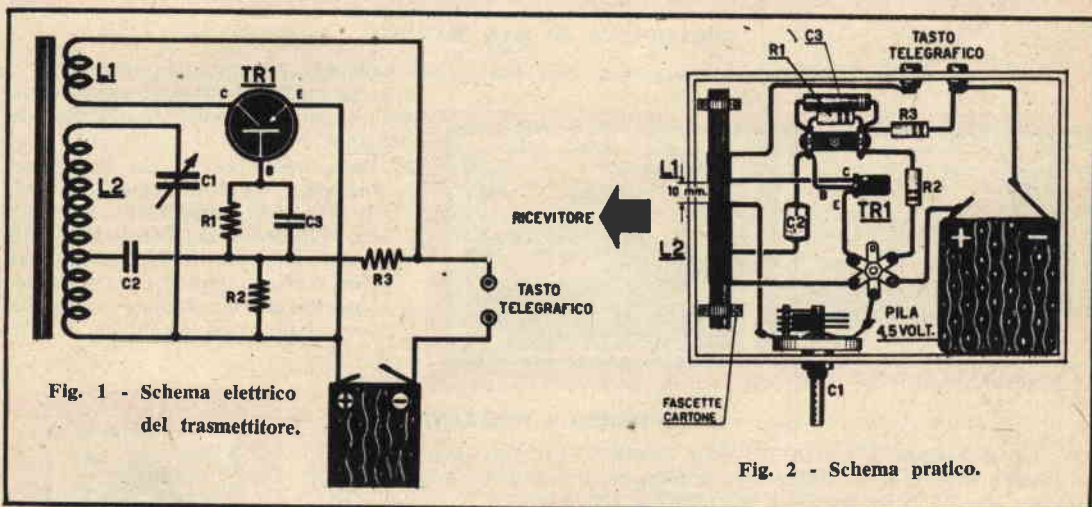 L1
TR1
C
E
B
L2
C1
R1
C3
C2
R2
R3
TASTO
TELEGRAFICO
+
-
Fig. 1 - Schema elettrico
del trasmettitore.
RICEVITORE
R1
C3
TASTO
TELEGRAFICO
R3
L1
10 mm.
C
B
E
TR1
R2
C2
L2
+
-
PILA
4,5 VOLT.
FASCETTE
CARTONE
C1
Fig. 2 - Schema pratico.